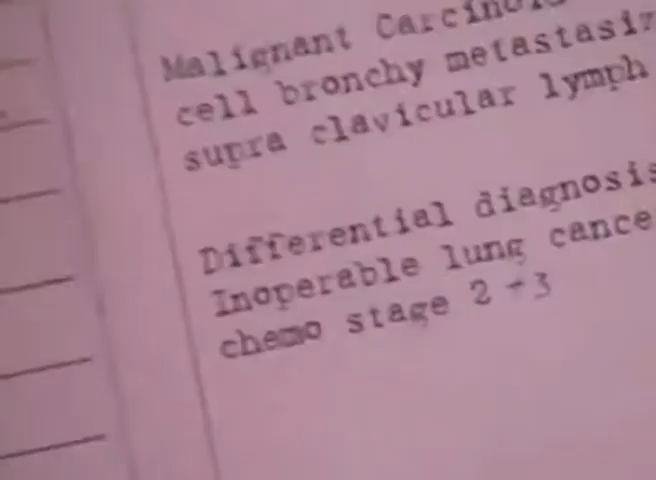 Malignant
cell bronchy metastasiz
supra clavicular lymph
Differential diagnosis
Inoperable lung cance
chemo stage 2 -3